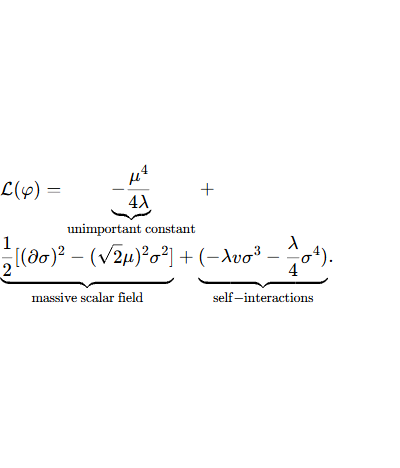 ℒ(φ) = −μ⁴/4λ +
unimportant constant
1/2[(∂σ)² − (√2μ)²σ²] + (−λvσ³ − λ/4σ⁴).
massive scalar field self−interactions